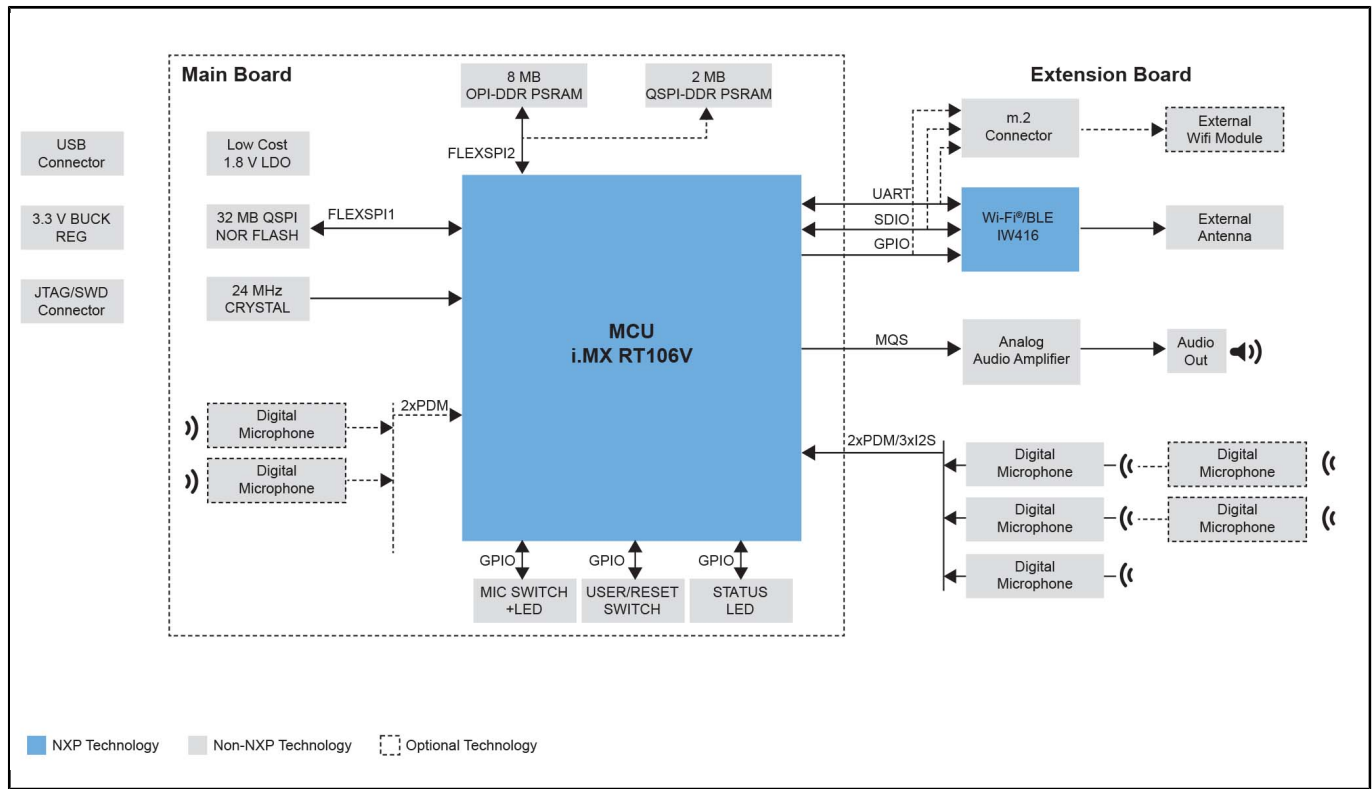 Main Board
Extension Board
8 MB
OPI-DDR PSRAM
2 MB
QSPI-DDR PSRAM
m.2
Connector
External
Wifi Module
USB
Connector
Low Cost
1.8 V LDO
FLEXSPI2
UART
SDIO
GPIO
Wi-Fi®/BLE
IW416
External
Antenna
3.3 V BUCK
REG
32 MB QSPI
NOR FLASH
FLEXSPI1
JTAG/SWD
Connector
24 MHz
CRYSTAL
MCU
i.MX RT106V
MQS
Analog
Audio Amplifier
Audio
Out
2xPDM
Digital
Microphone
Digital
Microphone
2xPDM/3xI2S
Digital
Microphone
Digital
Microphone
Digital
Microphone
Digital
Microphone
Digital
Microphone
GPIO
GPIO
GPIO
MIC SWITCH
+LED
USER/RESET
SWITCH
STATUS
LED
NXP Technology
Non-NXP Technology
Optional Technology